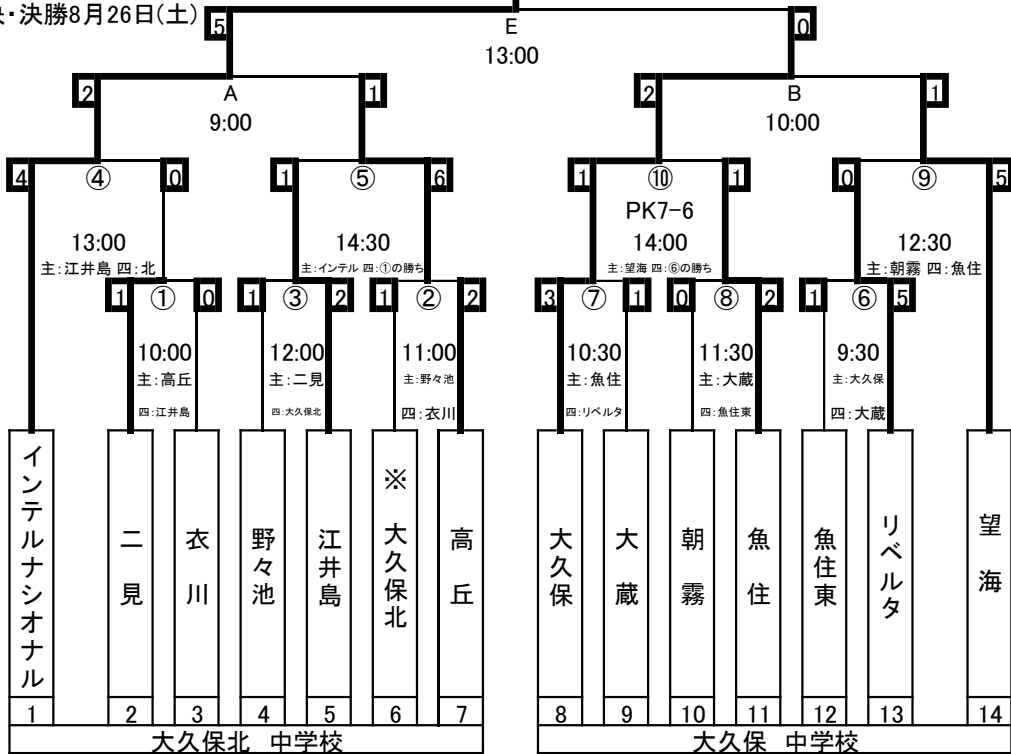 決勝8月26日(土)
5 E 0
13:00
2 A 1 2 B 1
9:00 10:00
4 ④ 0 1 ⑤ 6 1 ⑩ 1 0 ⑨ 5
PK7-6
13:00 14:30 14:00 12:30
主:江井島 四:北 主:インテル 四:①の勝ち 主:望海 四:⑥の勝ち 主:朝霧 四:魚住
1 ① 0 1 ③ 2 1 ② 2 3 ⑦ 1 0 ⑧ 2 1 ⑥ 5
10:00 12:00 11:00 10:30 11:30 9:30
主:高丘 主:二見 主:野々池 主:魚住 主:大蔵 主:大久保
四:江井島 四:大久保北 四:衣川 四:リベルタ 四:魚住東 四:大蔵
インテルナシオナル
二見
衣川
野々池
江井島
※大久保北
高丘
大久保
大蔵
朝霧
魚住
魚住東
リベルタ
望海
1 2 3 4 5 6 7 8 9 10 11 12 13 14
大久保北 中学校 大久保 中学校